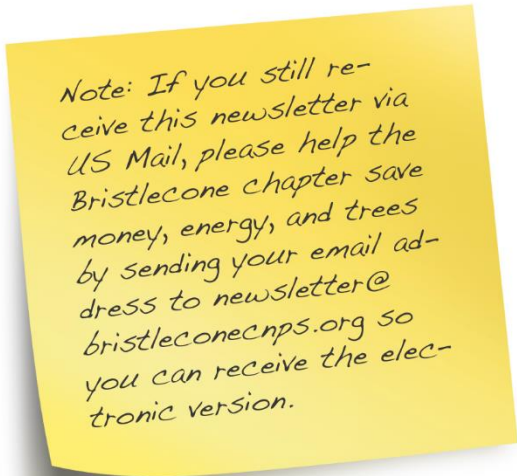 Note: If you still re-
ceive this newsletter via
US Mail, please help the
Bristlecone chapter save
money, energy, and trees
by sending your email ad-
dress to newsletter@
bristleconecnps.org so
you can receive the elec-
tronic version.